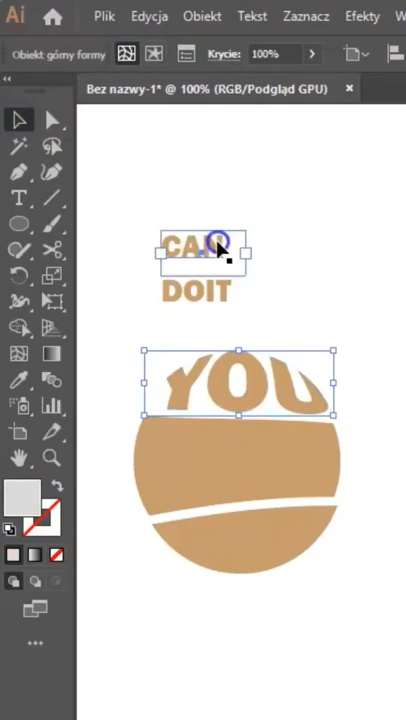 Ai Plik Edycja Obiekt Tekst Zaznacz Efekty W
Obiekt górny formy Krycie: 100%
Bez nazwy-1* @ 100% (RGB/Podgląd GPU) ×
T
CAN
DOIT
YOU